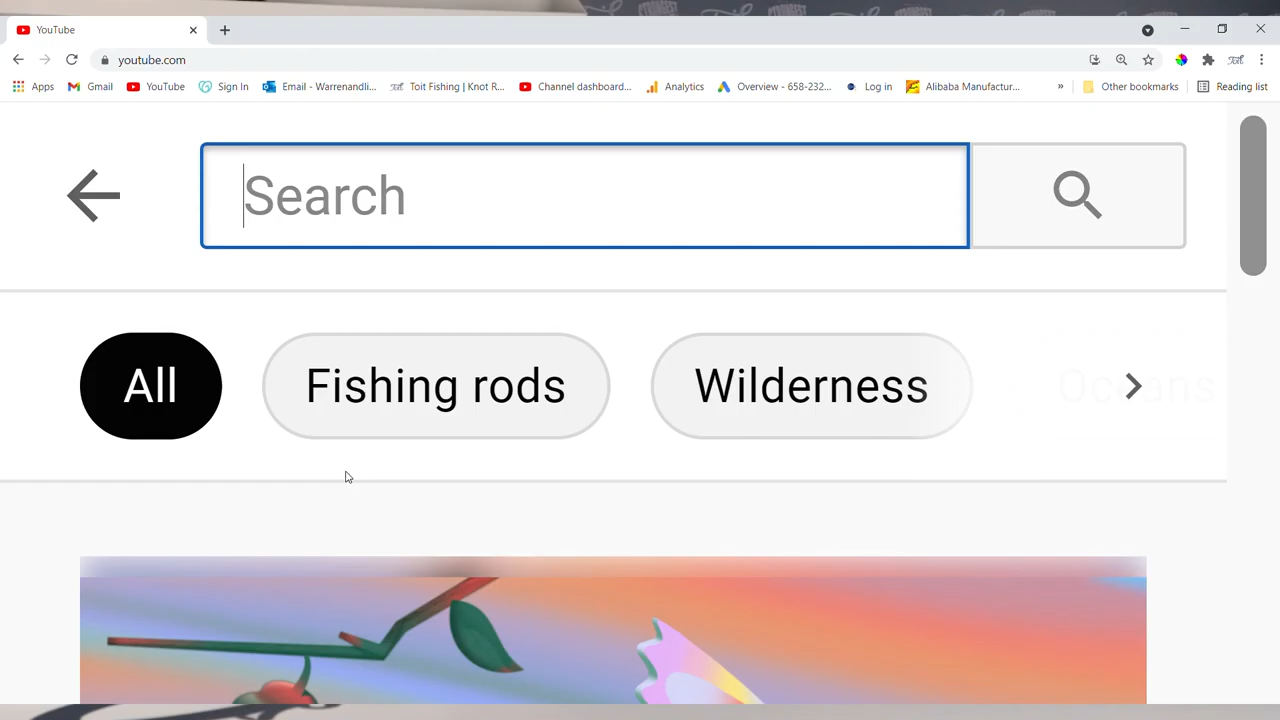 YouTube
youtube.com
Apps Gmail YouTube Sign In Email - Warrenandli... Toit Fishing | Knot R... Channel dashboard... Analytics Overview - 658-232... Log in Alibaba Manufactur... » Other bookmarks Reading list
Search
All Fishing rods Wilderness Oceans